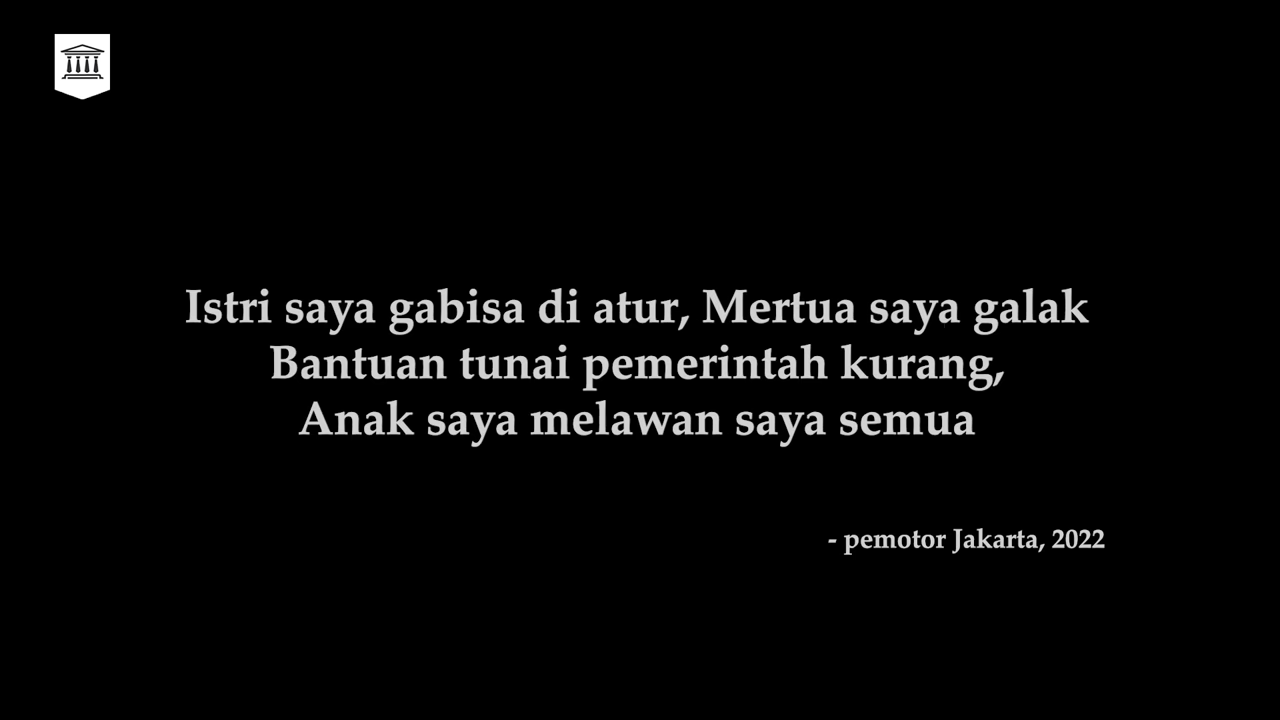 Istri saya gabisa di atur, Mertua saya galak
Bantuan tunai pemerintah kurang,
Anak saya melawan saya semua
- pemotor Jakarta, 2022